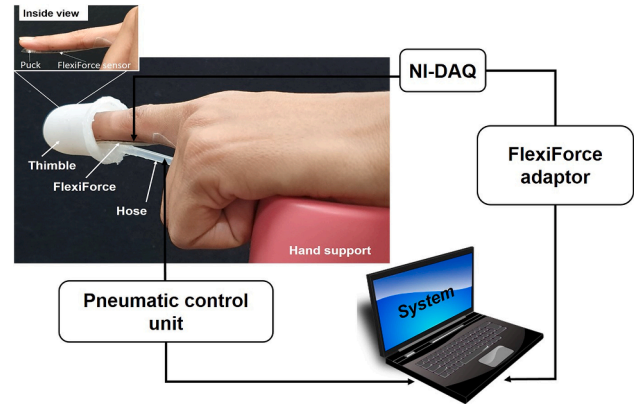 Inside view
Puck
FlexiForce sensor
NI-DAQ
FlexiForce
adaptor
Thimble
FlexiForce
Hose
Hand support
Pneumatic control
unit
System